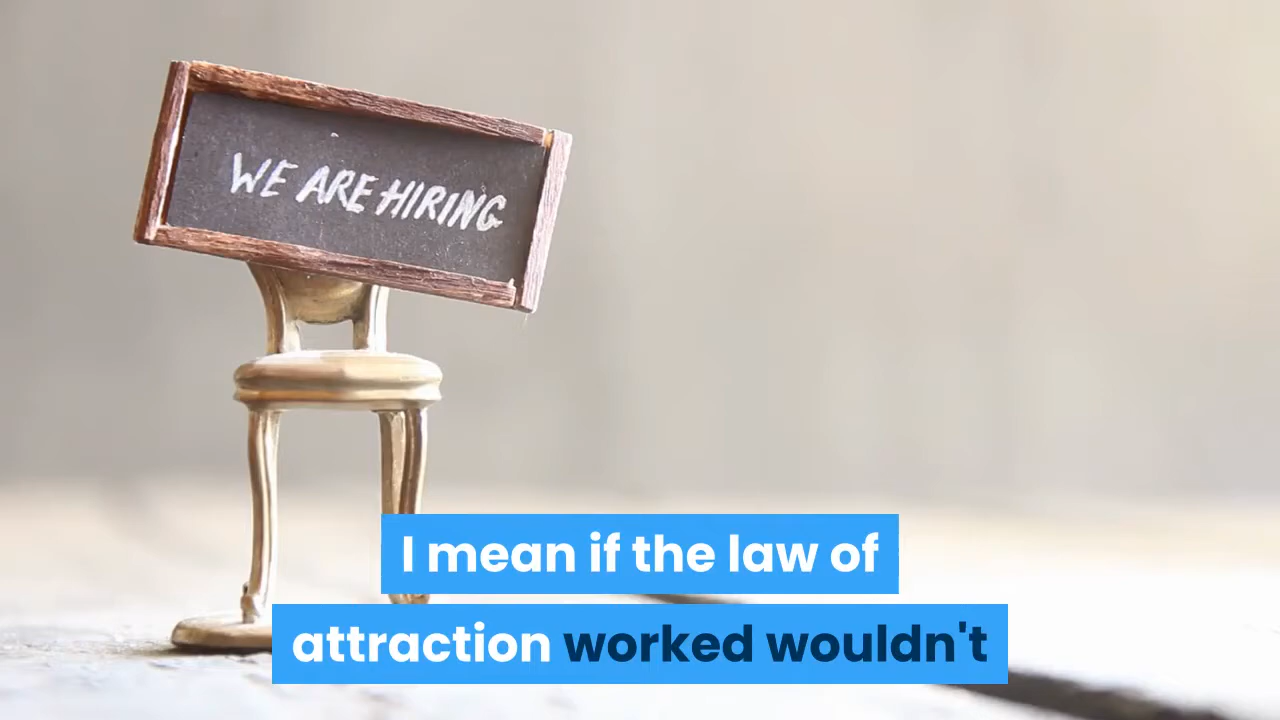 WE ARE HIRING
I mean if the law of
attraction worked wouldn't